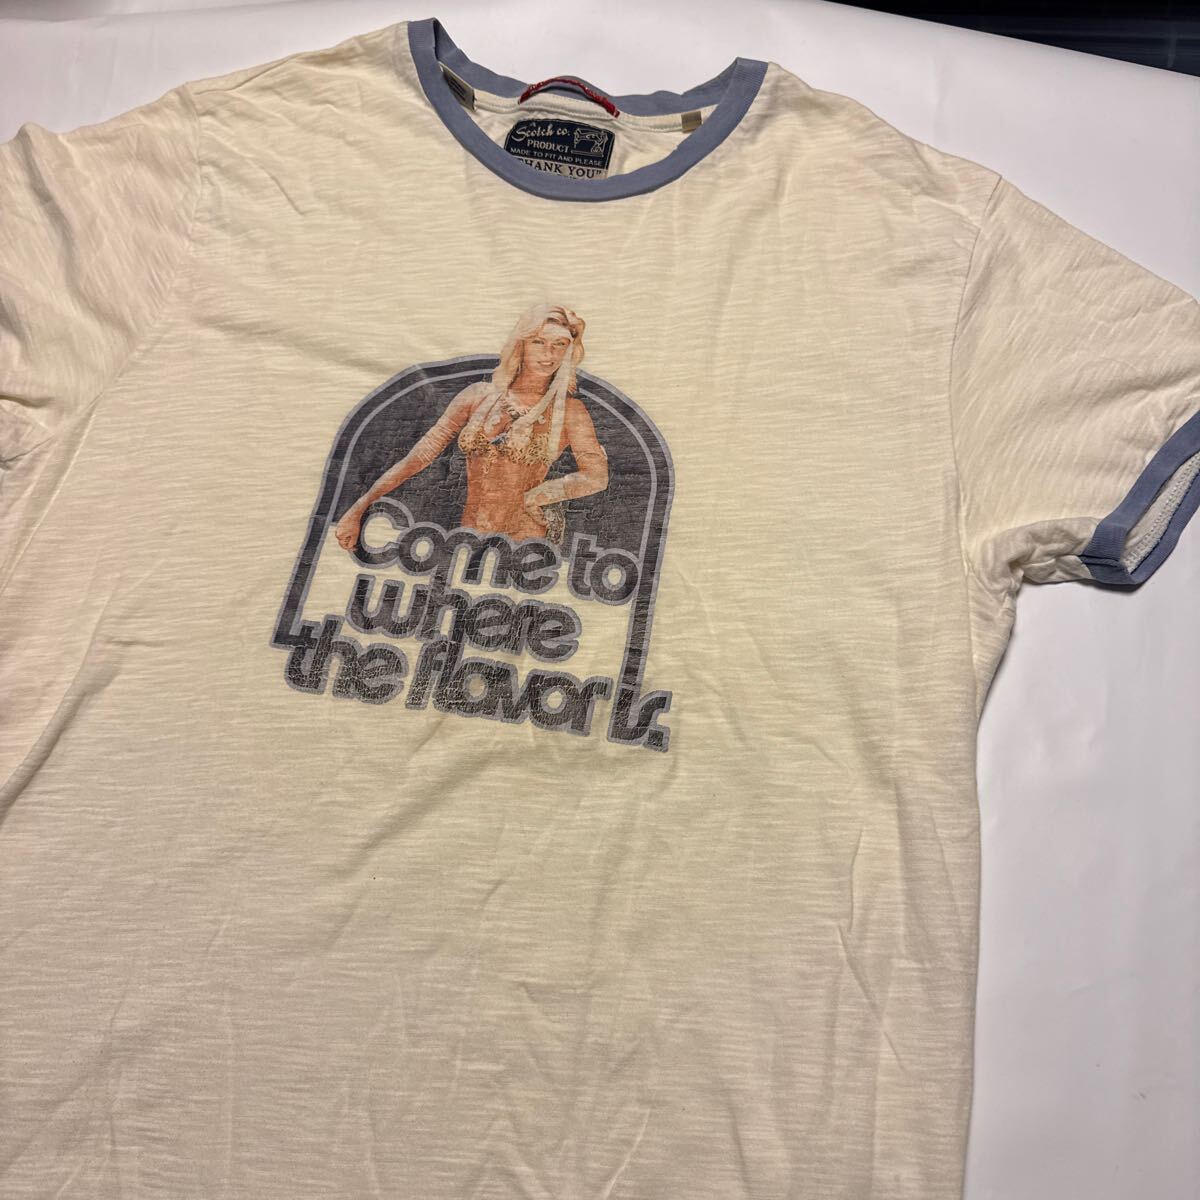 A
Scotch co.
PRODUCT
MADE TO FIT AND PLEASE
THANK YOU"
Come to
where
the flavor is.